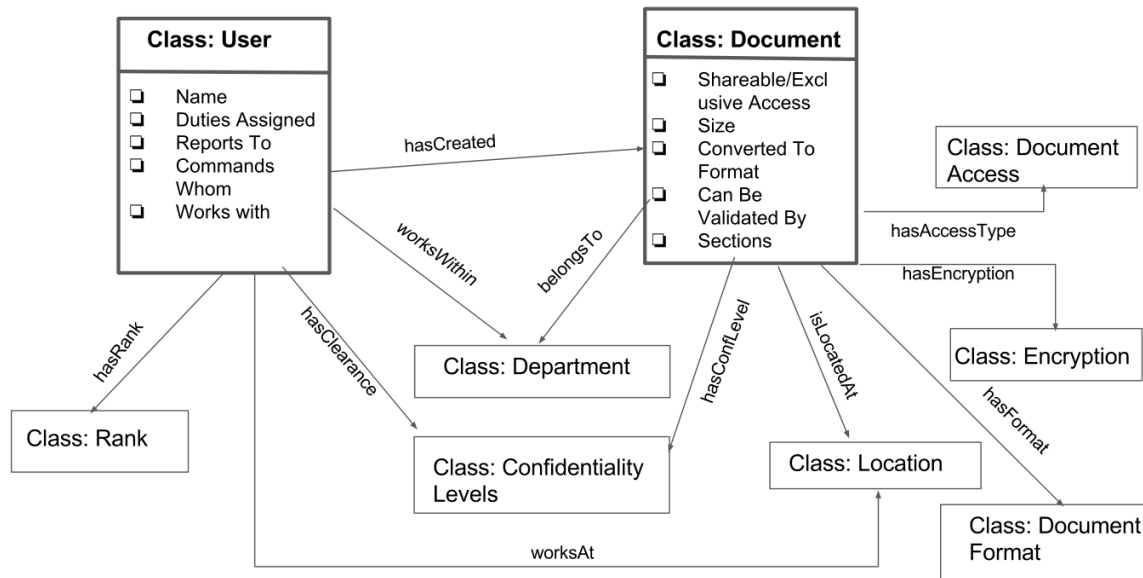 Class: User
Name
Duties Assigned
Reports To
Commands
Whom
Works with
hasCreated
Class: Document
Shareable/Excl
usive Access
Size
Converted To
Format
Can Be
Validated By
Sections
Class: Document
Access
hasAccessType
hasEncryption
worksWithin
belongsTo
hasRank
hasClearance
hasConfLevel
isLocatedAt
hasFormat
Class: Department
Class: Encryption
Class: Rank
Class: Confidentiality
Levels
Class: Location
Class: Document
Format
worksAt